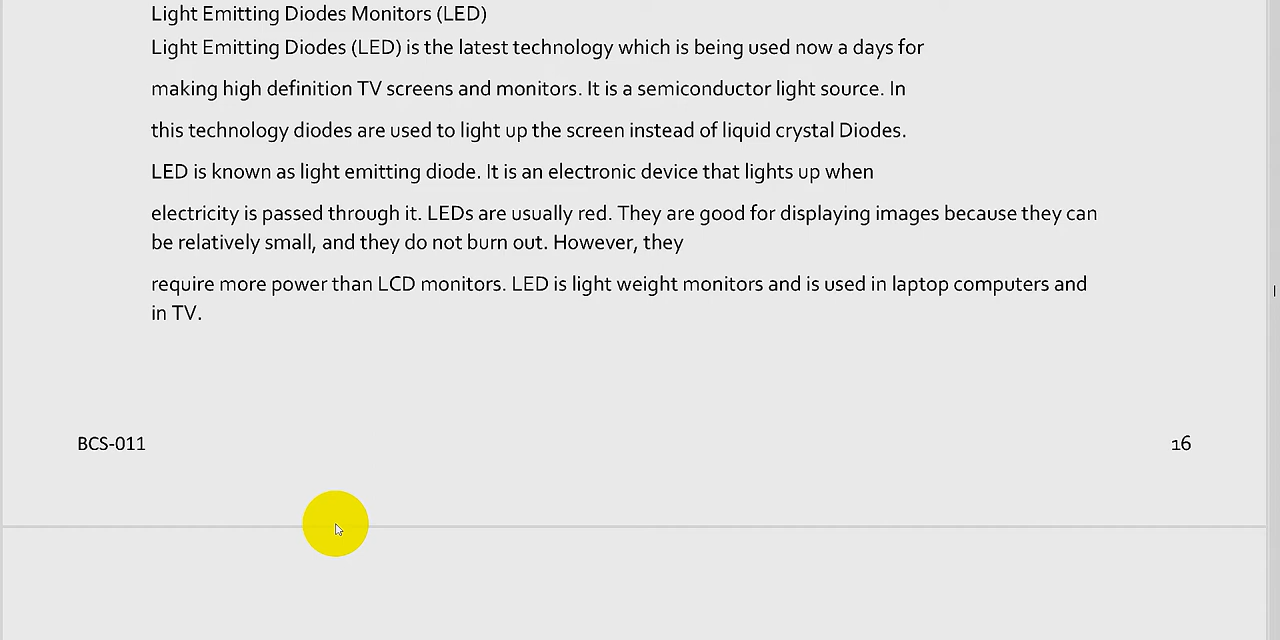 Light Emitting Diodes Monitors (LED)
Light Emitting Diodes (LED) is the latest technology which is being used now a days for
making high definition TV screens and monitors. It is a semiconductor light source. In
this technology diodes are used to light up the screen instead of liquid crystal Diodes.
LED is known as light emitting diode. It is an electronic device that lights up when
electricity is passed through it. LEDs are usually red. They are good for displaying images because they can
be relatively small, and they do not burn out. However, they
require more power than LCD monitors. LED is light weight monitors and is used in laptop computers and
in TV.
BCS-011 16